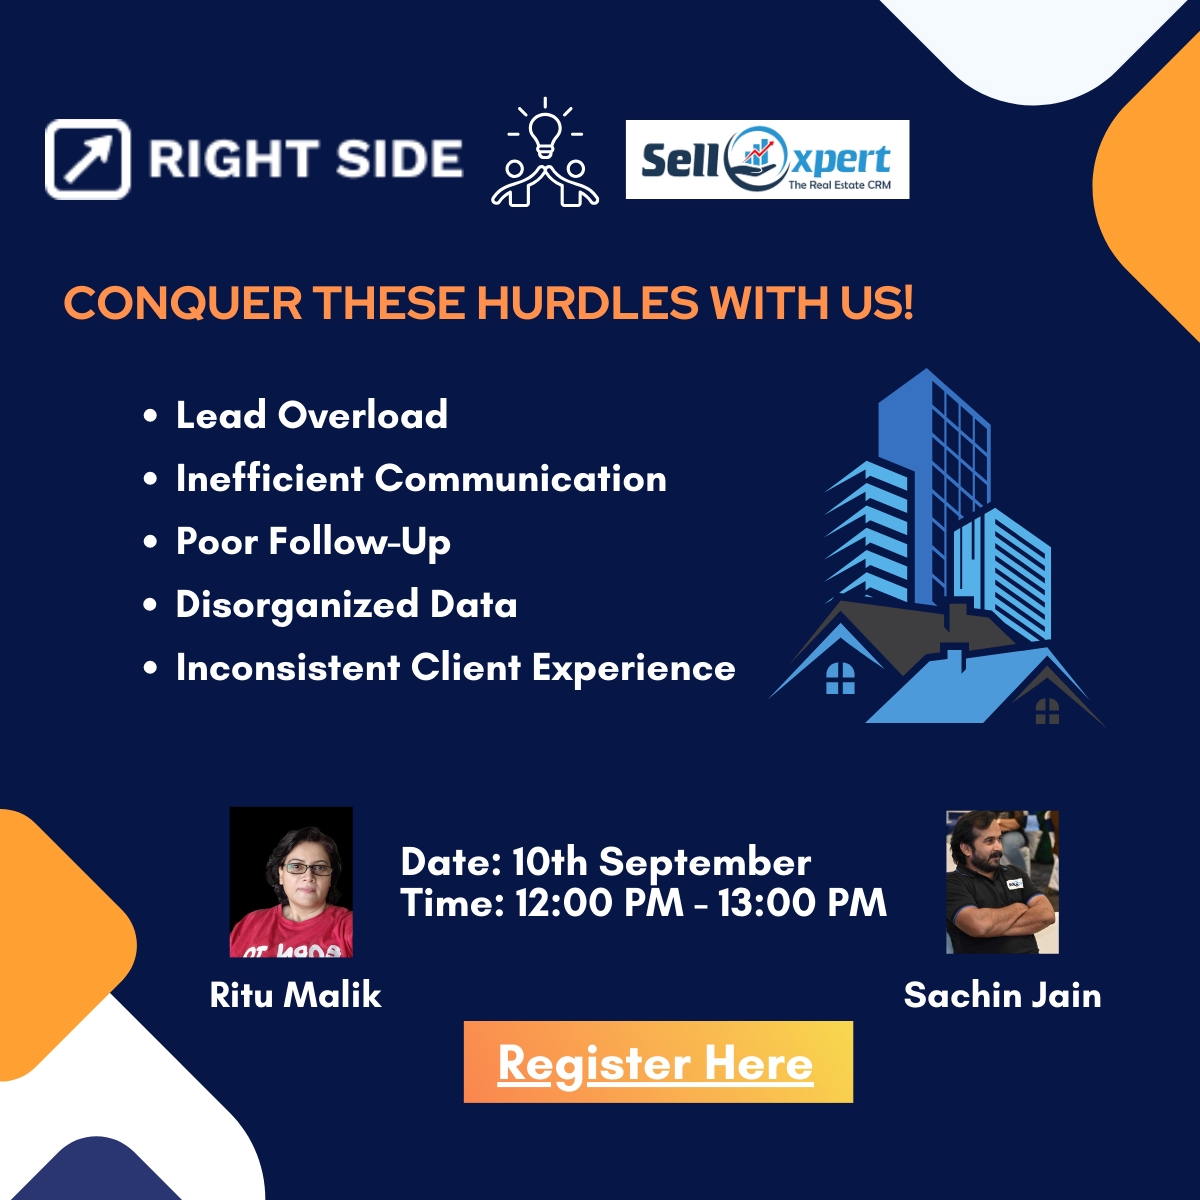 RIGHT SIDE
Sell xpert
The Real Estate CRM
CONQUER THESE HURDLES WITH US!
• Lead Overload
• Inefficient Communication
• Poor Follow-Up
• Disorganized Data
• Inconsistent Client Experience
Date: 10th September
Time: 12:00 PM - 13:00 PM
Ritu Malik
Sachin Jain
Register Here